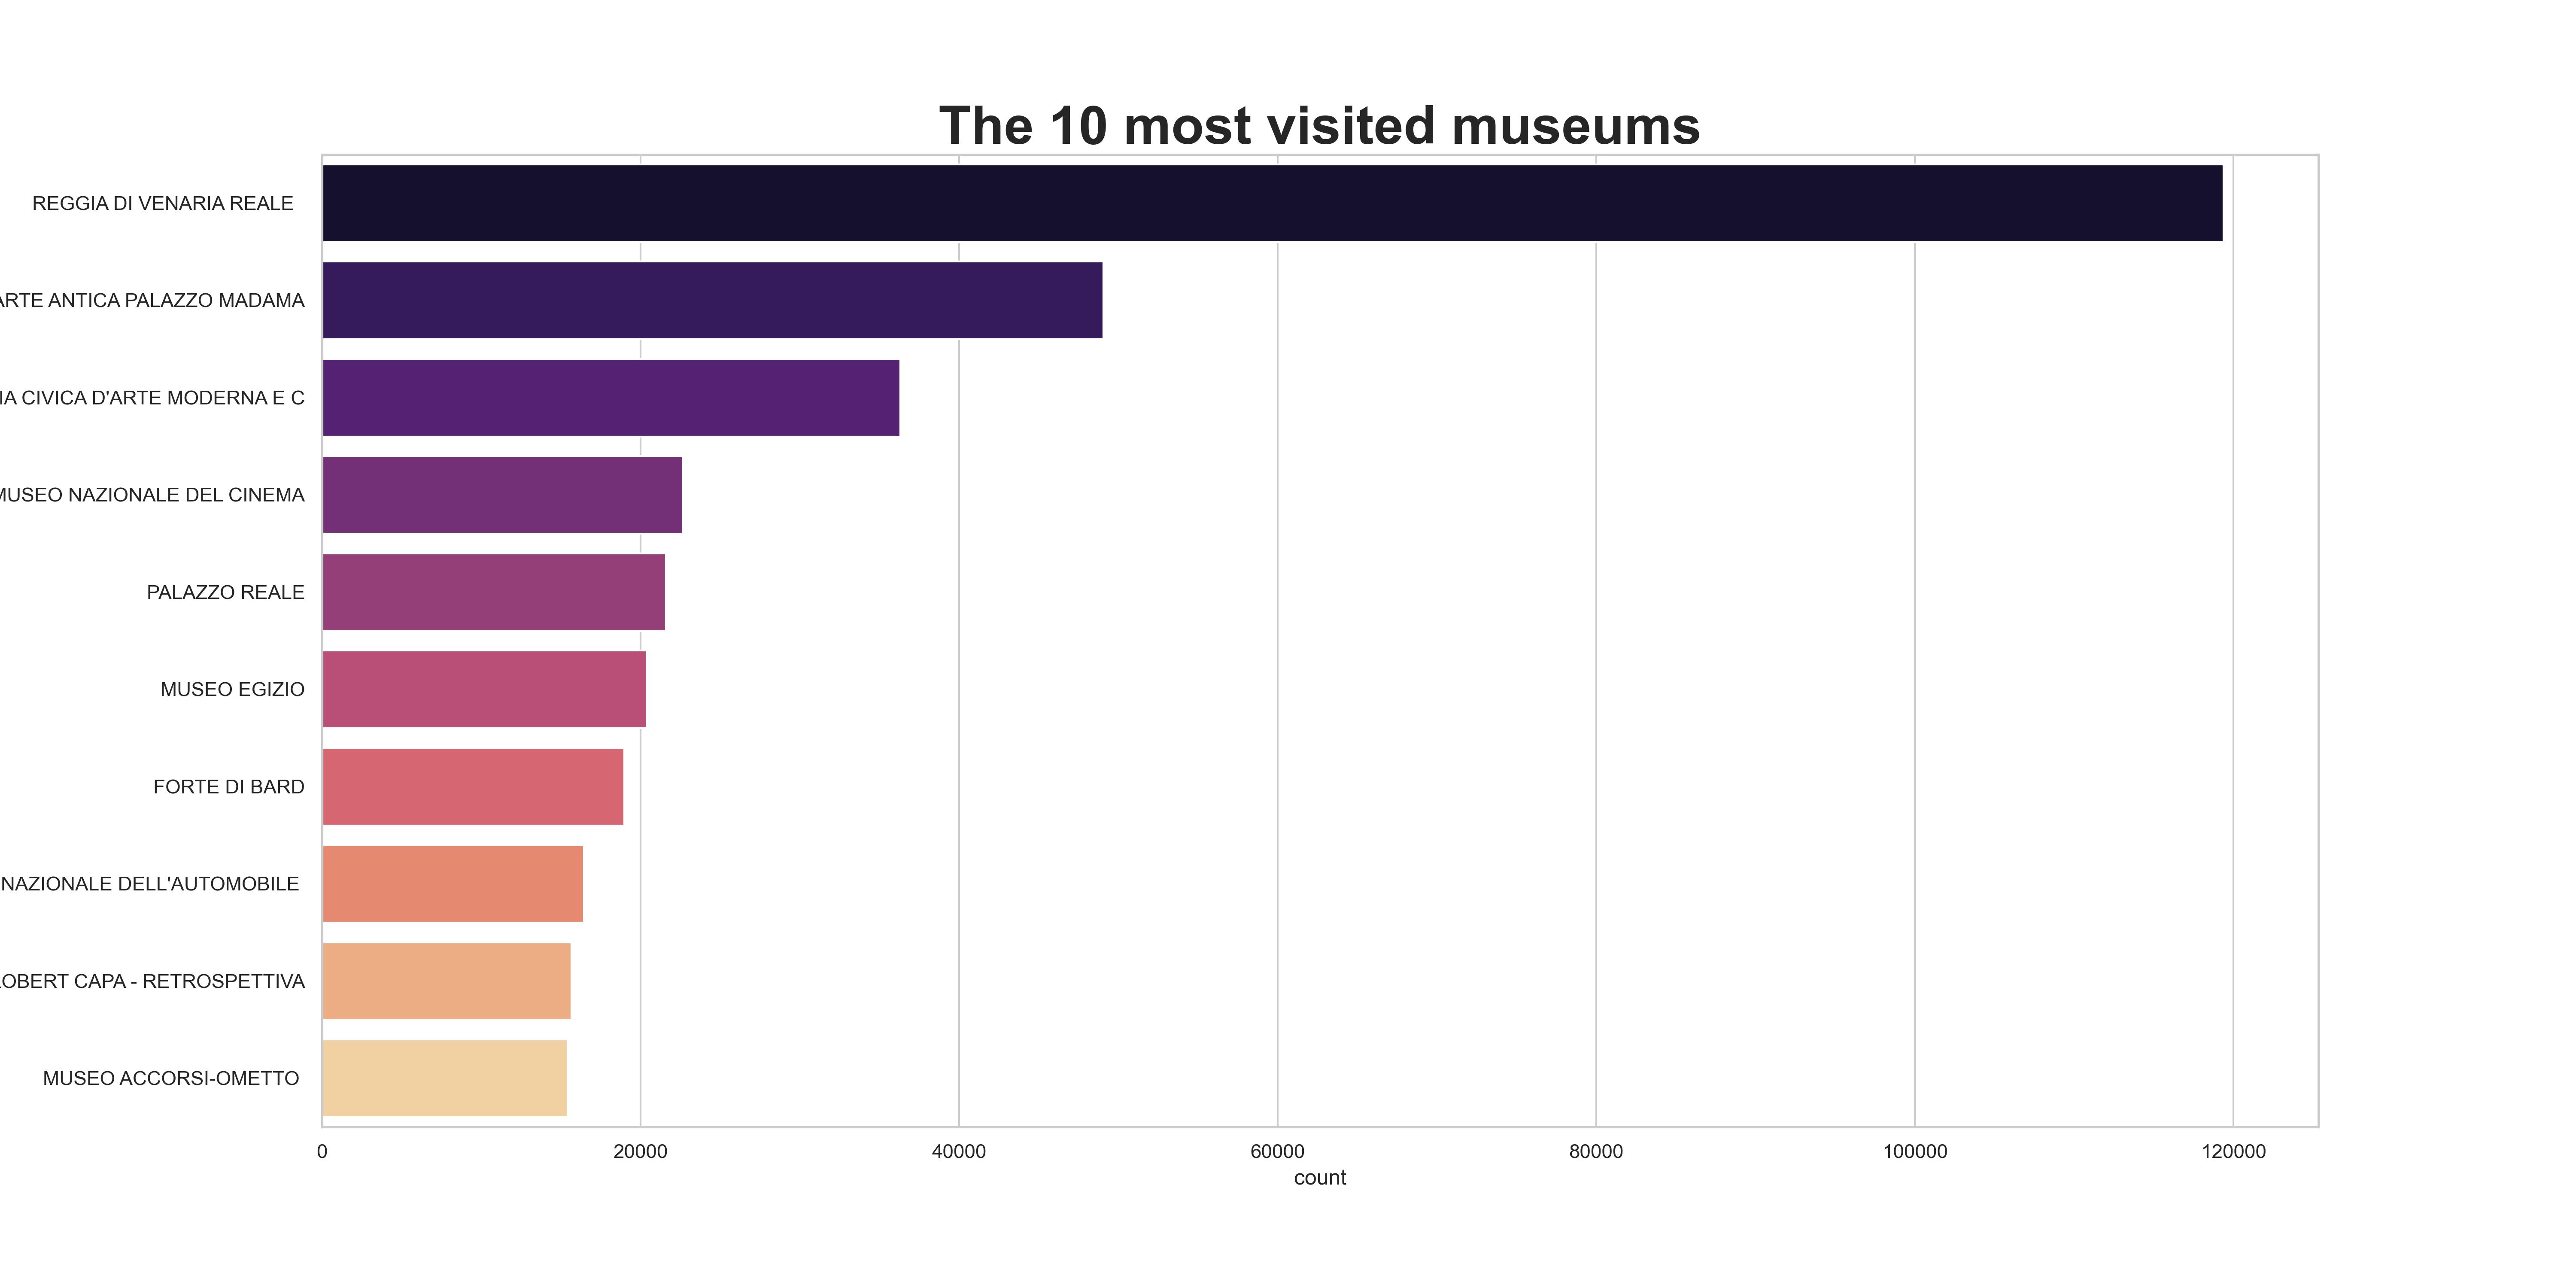 The 10 most visited museums
REGGIA DI VENARIA REALE
ARTE ANTICA PALAZZO MADAMA
IA CIVICA D'ARTE MODERNA E C
MUSEO NAZIONALE DEL CINEMA
PALAZZO REALE
MUSEO EGIZIO
FORTE DI BARD
NAZIONALE DELL'AUTOMOBILE
OBERT CAPA - RETROSPETTIVA
MUSEO ACCORSI-OMETTO
0 20000 40000 60000 80000 100000 120000
count